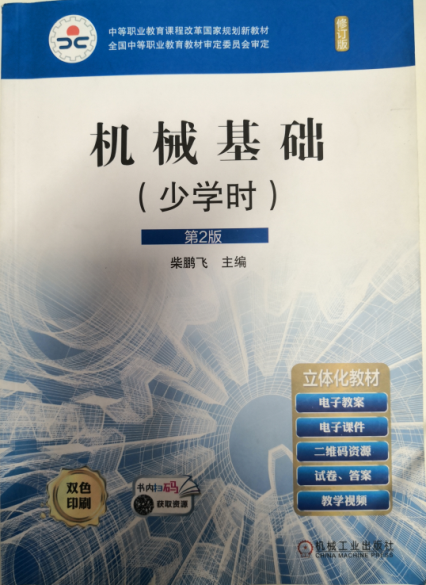 中等职业教育课程改革国家规划新教材
全国中等职业教育教材审定委员会审定
修订版
机械基础
(少学时)
第2版
柴鹏飞 主编
立体化教材
电子教案
电子课件
二维码资源
试卷、答案
教学视频
双色
印刷
书内扫码
获取资源
机械工业出版社